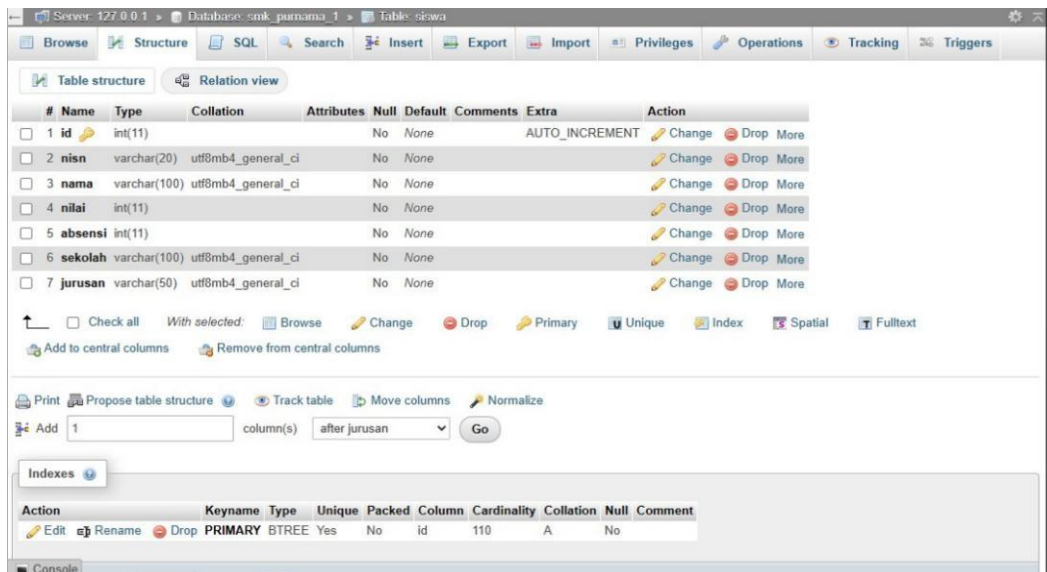 Server: 127.0.0.1 » Database: smk_purnama_1 » Table: siswa
Browse Structure SQL Search Insert Export Import Privileges Operations Tracking Triggers
Table structure Relation view
# Name Type Collation Attributes Null Default Comments Extra Action
1 id int(11) No None AUTO_INCREMENT Change Drop More
2 nisn varchar(20) utf8mb4_general_ci No None Change Drop More
3 nama varchar(100) utf8mb4_general_ci No None Change Drop More
4 nilai int(11) No None Change Drop More
5 absensi int(11) No None Change Drop More
6 sekolah varchar(100) utf8mb4_general_ci No None Change Drop More
7 jurusan varchar(50) utf8mb4_general_ci No None Change Drop More
Check all With selected: Browse Change Drop Primary Unique Index Spatial Fulltext
Add to central columns Remove from central columns
Print Propose table structure Track table Move columns Normalize
Add 1 column(s) after jurusan Go
Indexes
Action Keyname Type Unique Packed Column Cardinality Collation Null Comment
Edit Rename Drop PRIMARY BTREE Yes No id 110 A No
Console